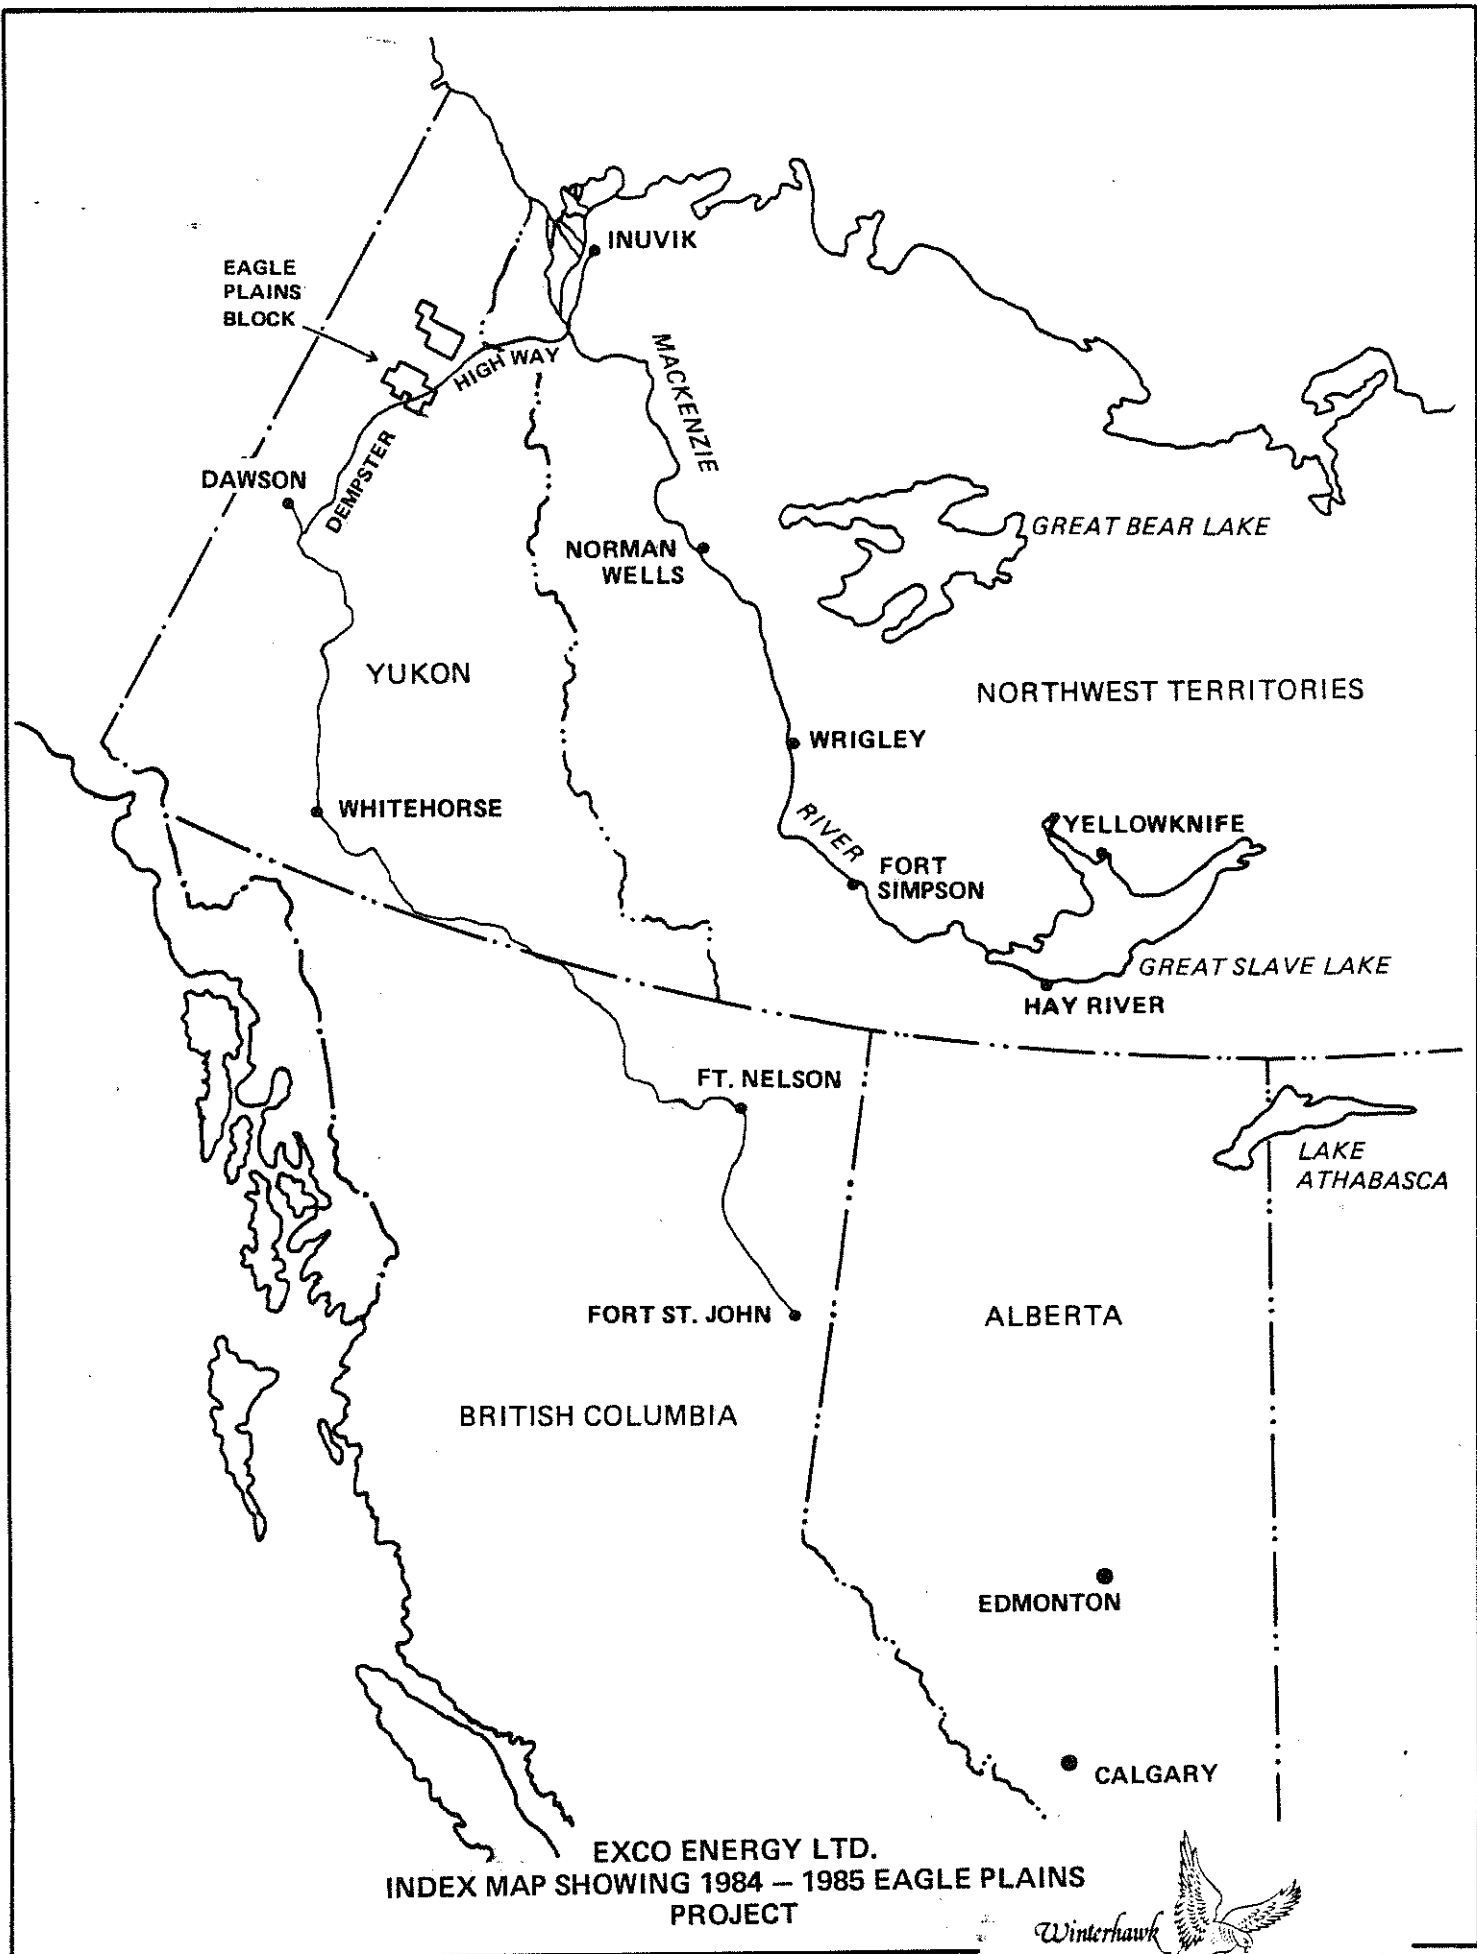 INUVIK
EAGLE
PLAINS
BLOCK
HIGHWAY
MACKENZIE
DAWSON
DEMPSTER
GREAT BEAR LAKE
NORMAN
WELLS
YUKON
NORTHWEST TERRITORIES
WRIGLEY
WHITEHORSE
RIVER
YELLOWKNIFE
FORT
SIMPSON
GREAT SLAVE LAKE
HAY RIVER
FT. NELSON
LAKE
ATHABASCA
FORT ST. JOHN
ALBERTA
BRITISH COLUMBIA
EDMONTON
CALGARY
EXCO ENERGY LTD.
INDEX MAP SHOWING 1984 – 1985 EAGLE PLAINS
PROJECT
Winterhawk